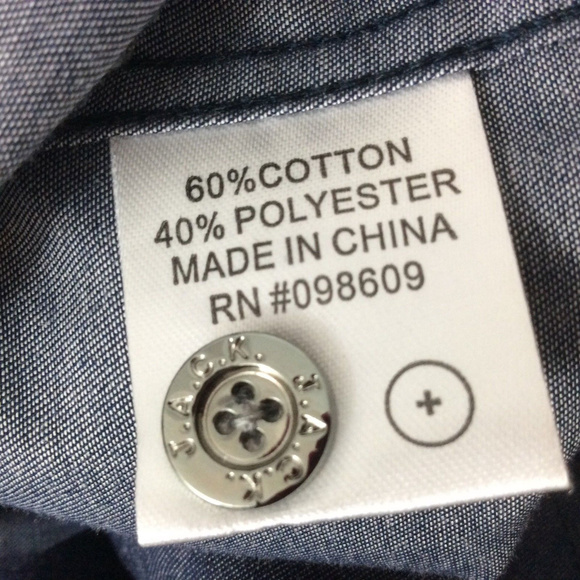 60%COTTON
40% POLYESTER
MADE IN CHINA
RN #098609
J.A.C.K.
J.A.C.K.